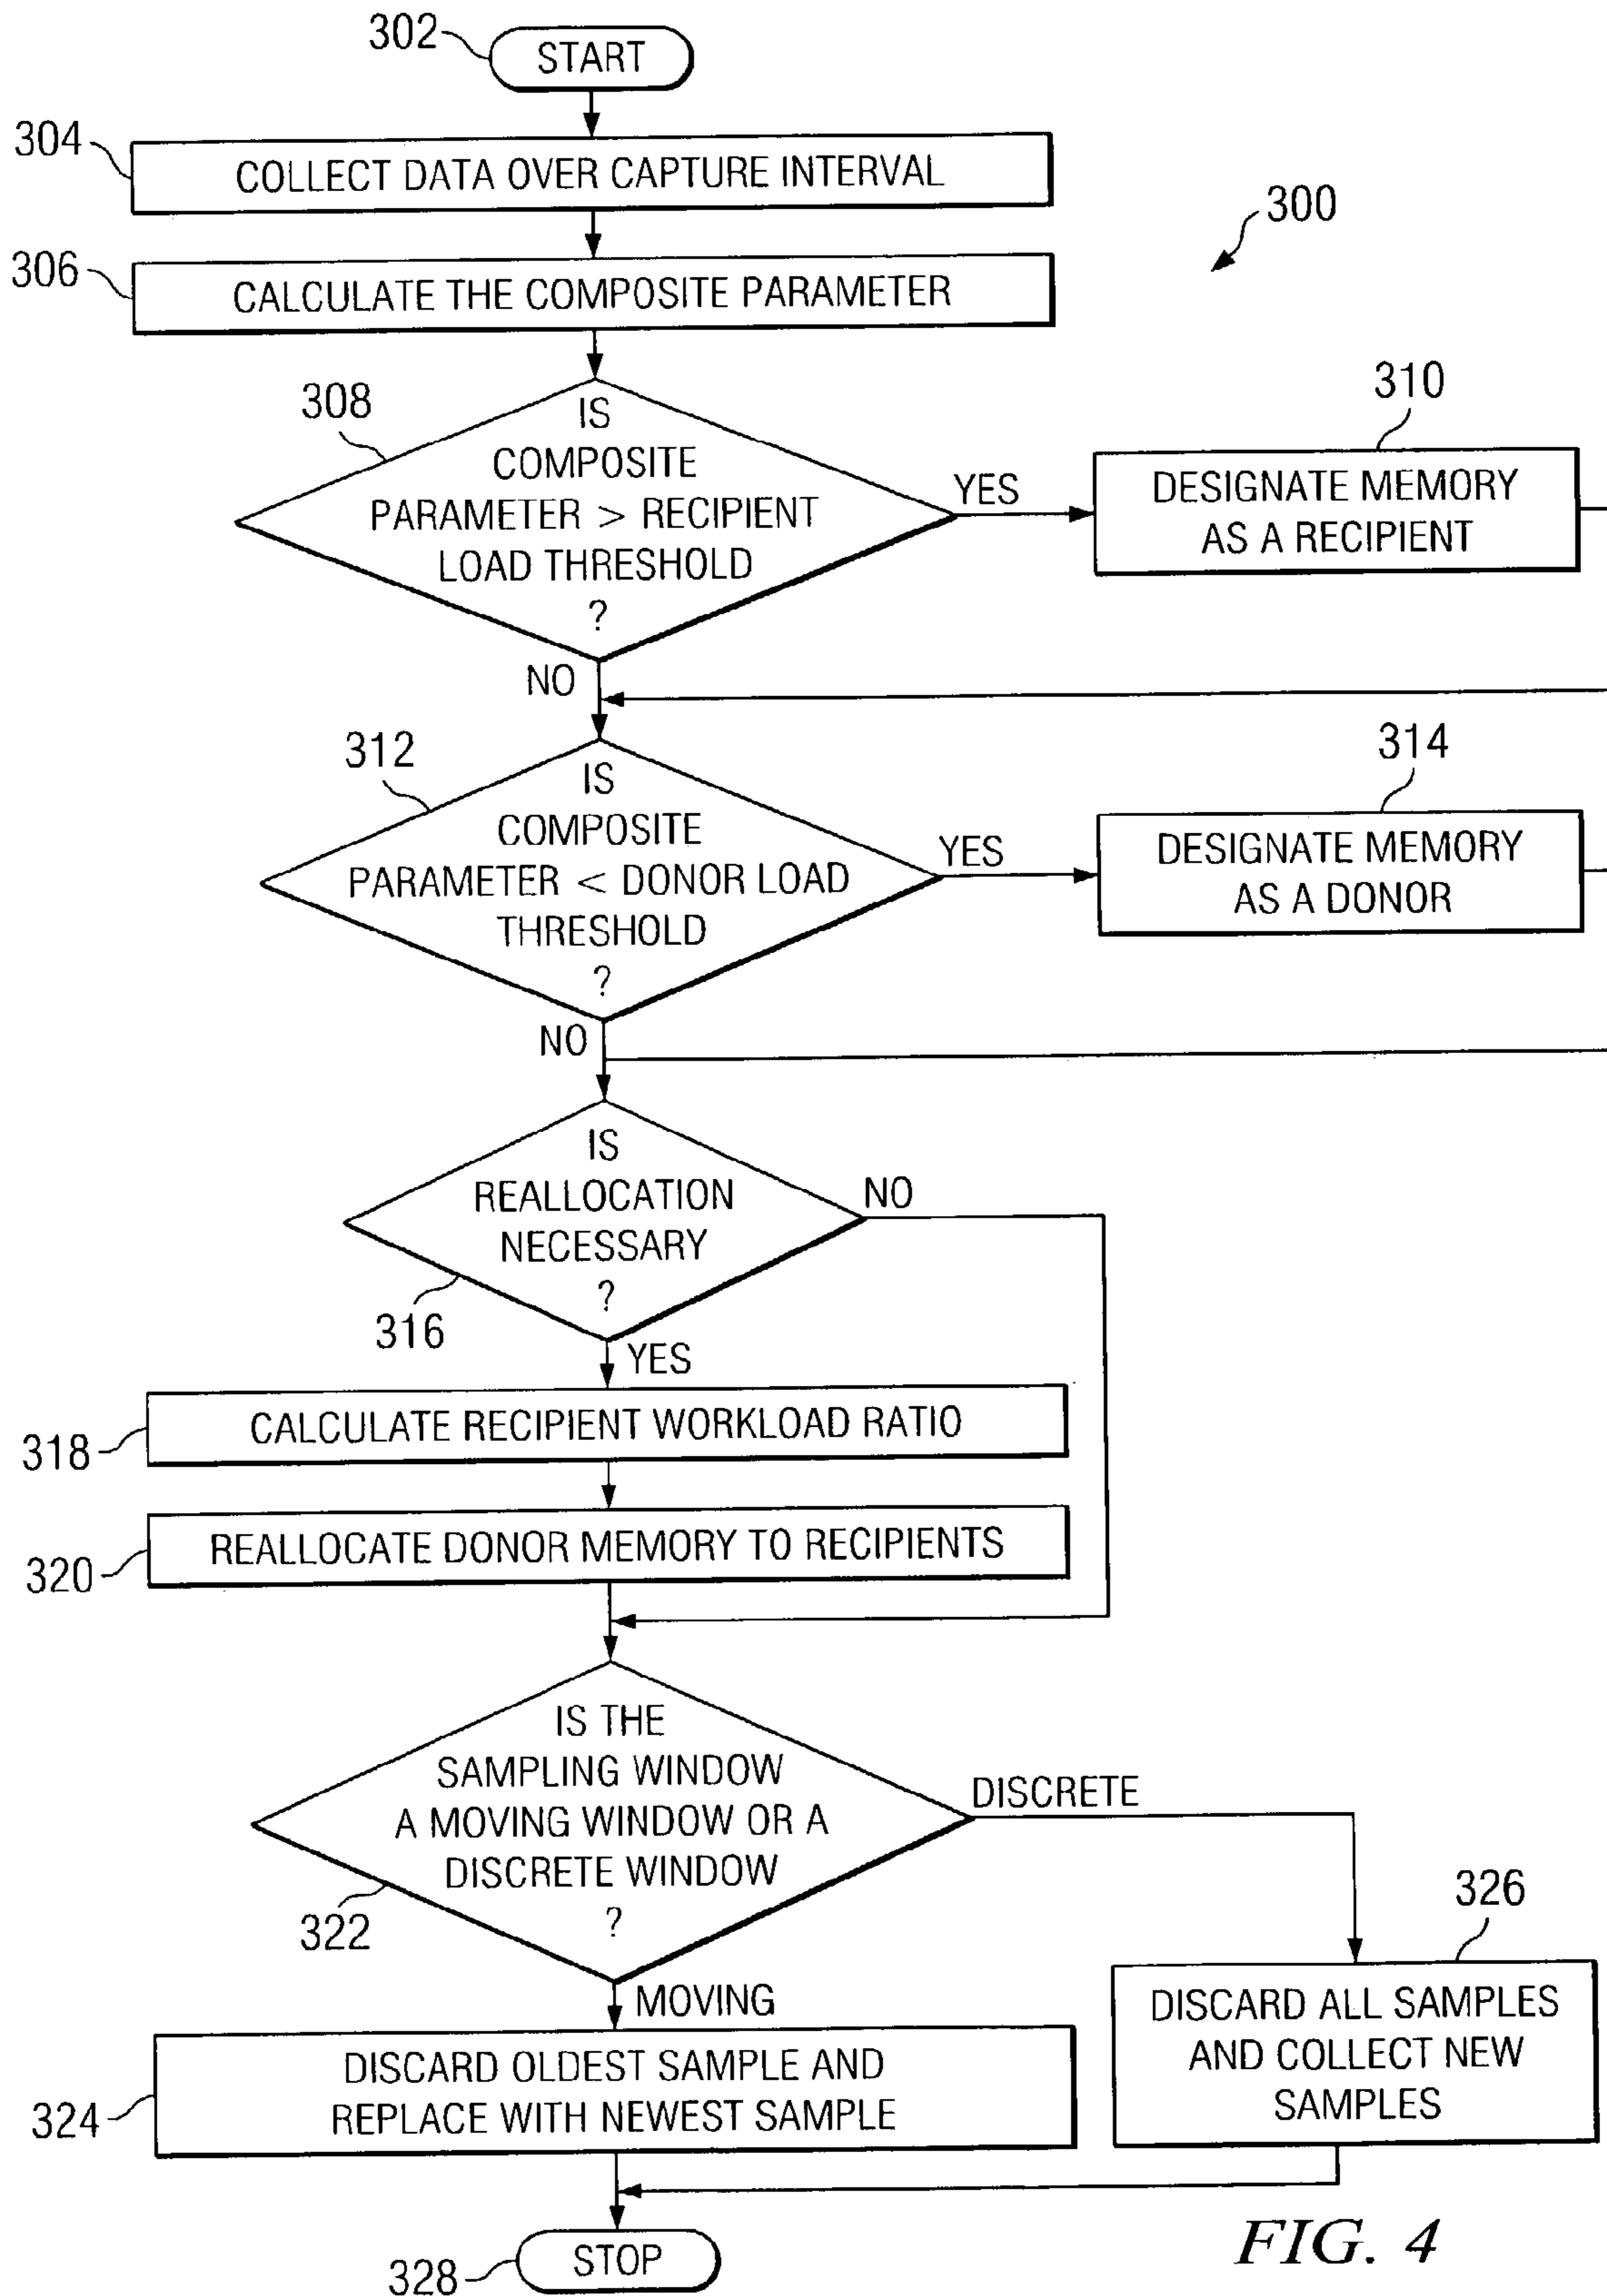 302
START
304
COLLECT DATA OVER CAPTURE INTERVAL
300
306
CALCULATE THE COMPOSITE PARAMETER
308
IS
COMPOSITE
PARAMETER > RECIPIENT
LOAD THRESHOLD
?
YES
310
DESIGNATE MEMORY
AS A RECIPIENT
NO
312
IS
COMPOSITE
PARAMETER < DONOR LOAD
THRESHOLD
?
YES
314
DESIGNATE MEMORY
AS A DONOR
NO
IS
REALLOCATION
NECESSARY
?
NO
316
YES
318
CALCULATE RECIPIENT WORKLOAD RATIO
320
REALLOCATE DONOR MEMORY TO RECIPIENTS
IS THE
SAMPLING WINDOW
A MOVING WINDOW OR A
DISCRETE WINDOW
?
DISCRETE
322
MOVING
326
DISCARD ALL SAMPLES
AND COLLECT NEW
SAMPLES
324
DISCARD OLDEST SAMPLE AND
REPLACE WITH NEWEST SAMPLE
328
STOP
FIG. 4